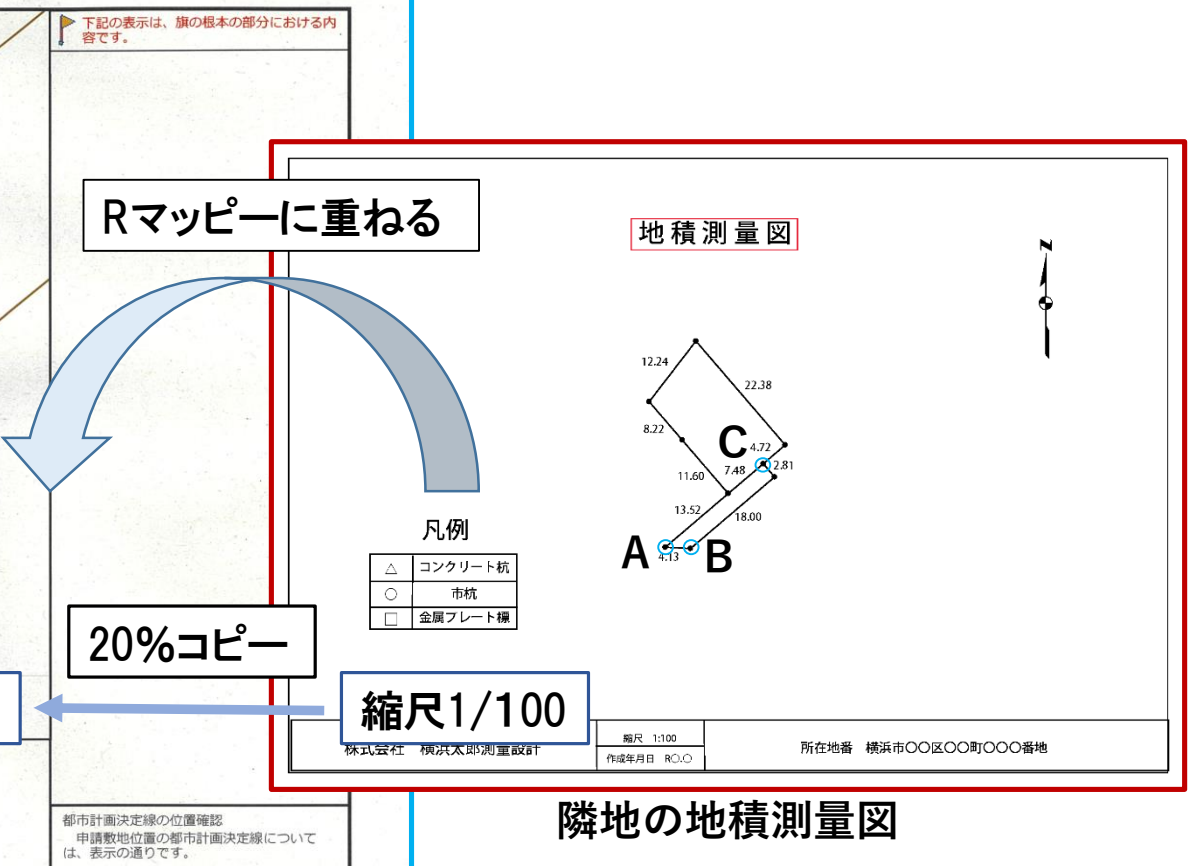 下記の表示は、旗の根本の部分における内
容です。
Rマッピーに重ねる
地積測量図
N
12.24
22.38
8.22
C
4.72
7.48
2.81
11.60
13.52
18.00
A
4.13
B
凡例
△ コンクリート杭
○ 市杭
□ 金属プレート標
20%コピー
縮尺1/100
株式会社 横浜太郎測量設計
縮尺 1:100
作成年月日 R○.○
所在地番 横浜市○○区○○町○○○番地
隣地の地積測量図
都市計画決定線の位置確認
申請敷地位置の都市計画決定線について
は、表示の通りです。